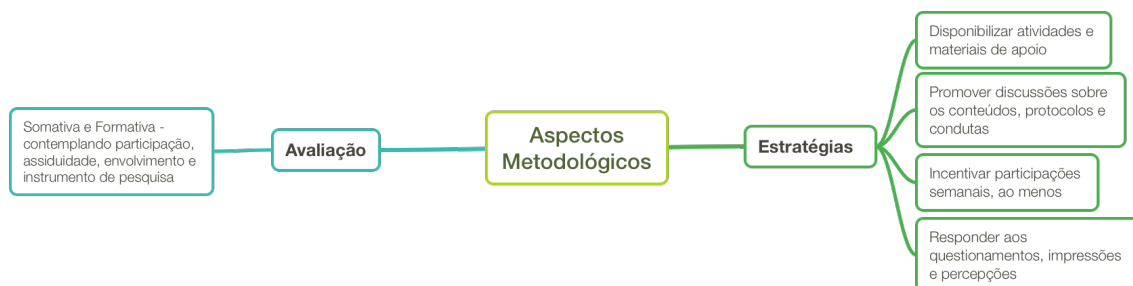 Somativa e Formativa -
contemplando participação,
assiduidade, envolvimento e
instrumento de pesquisa
Avaliação
Aspectos
Metodológicos
Estratégias
Disponibilizar atividades e
materiais de apoio
Promover discussões sobre
os conteúdos, protocolos e
condutas
Incentivar participações
semanais, ao menos
Responder aos
questionamentos, impressões
e percepções